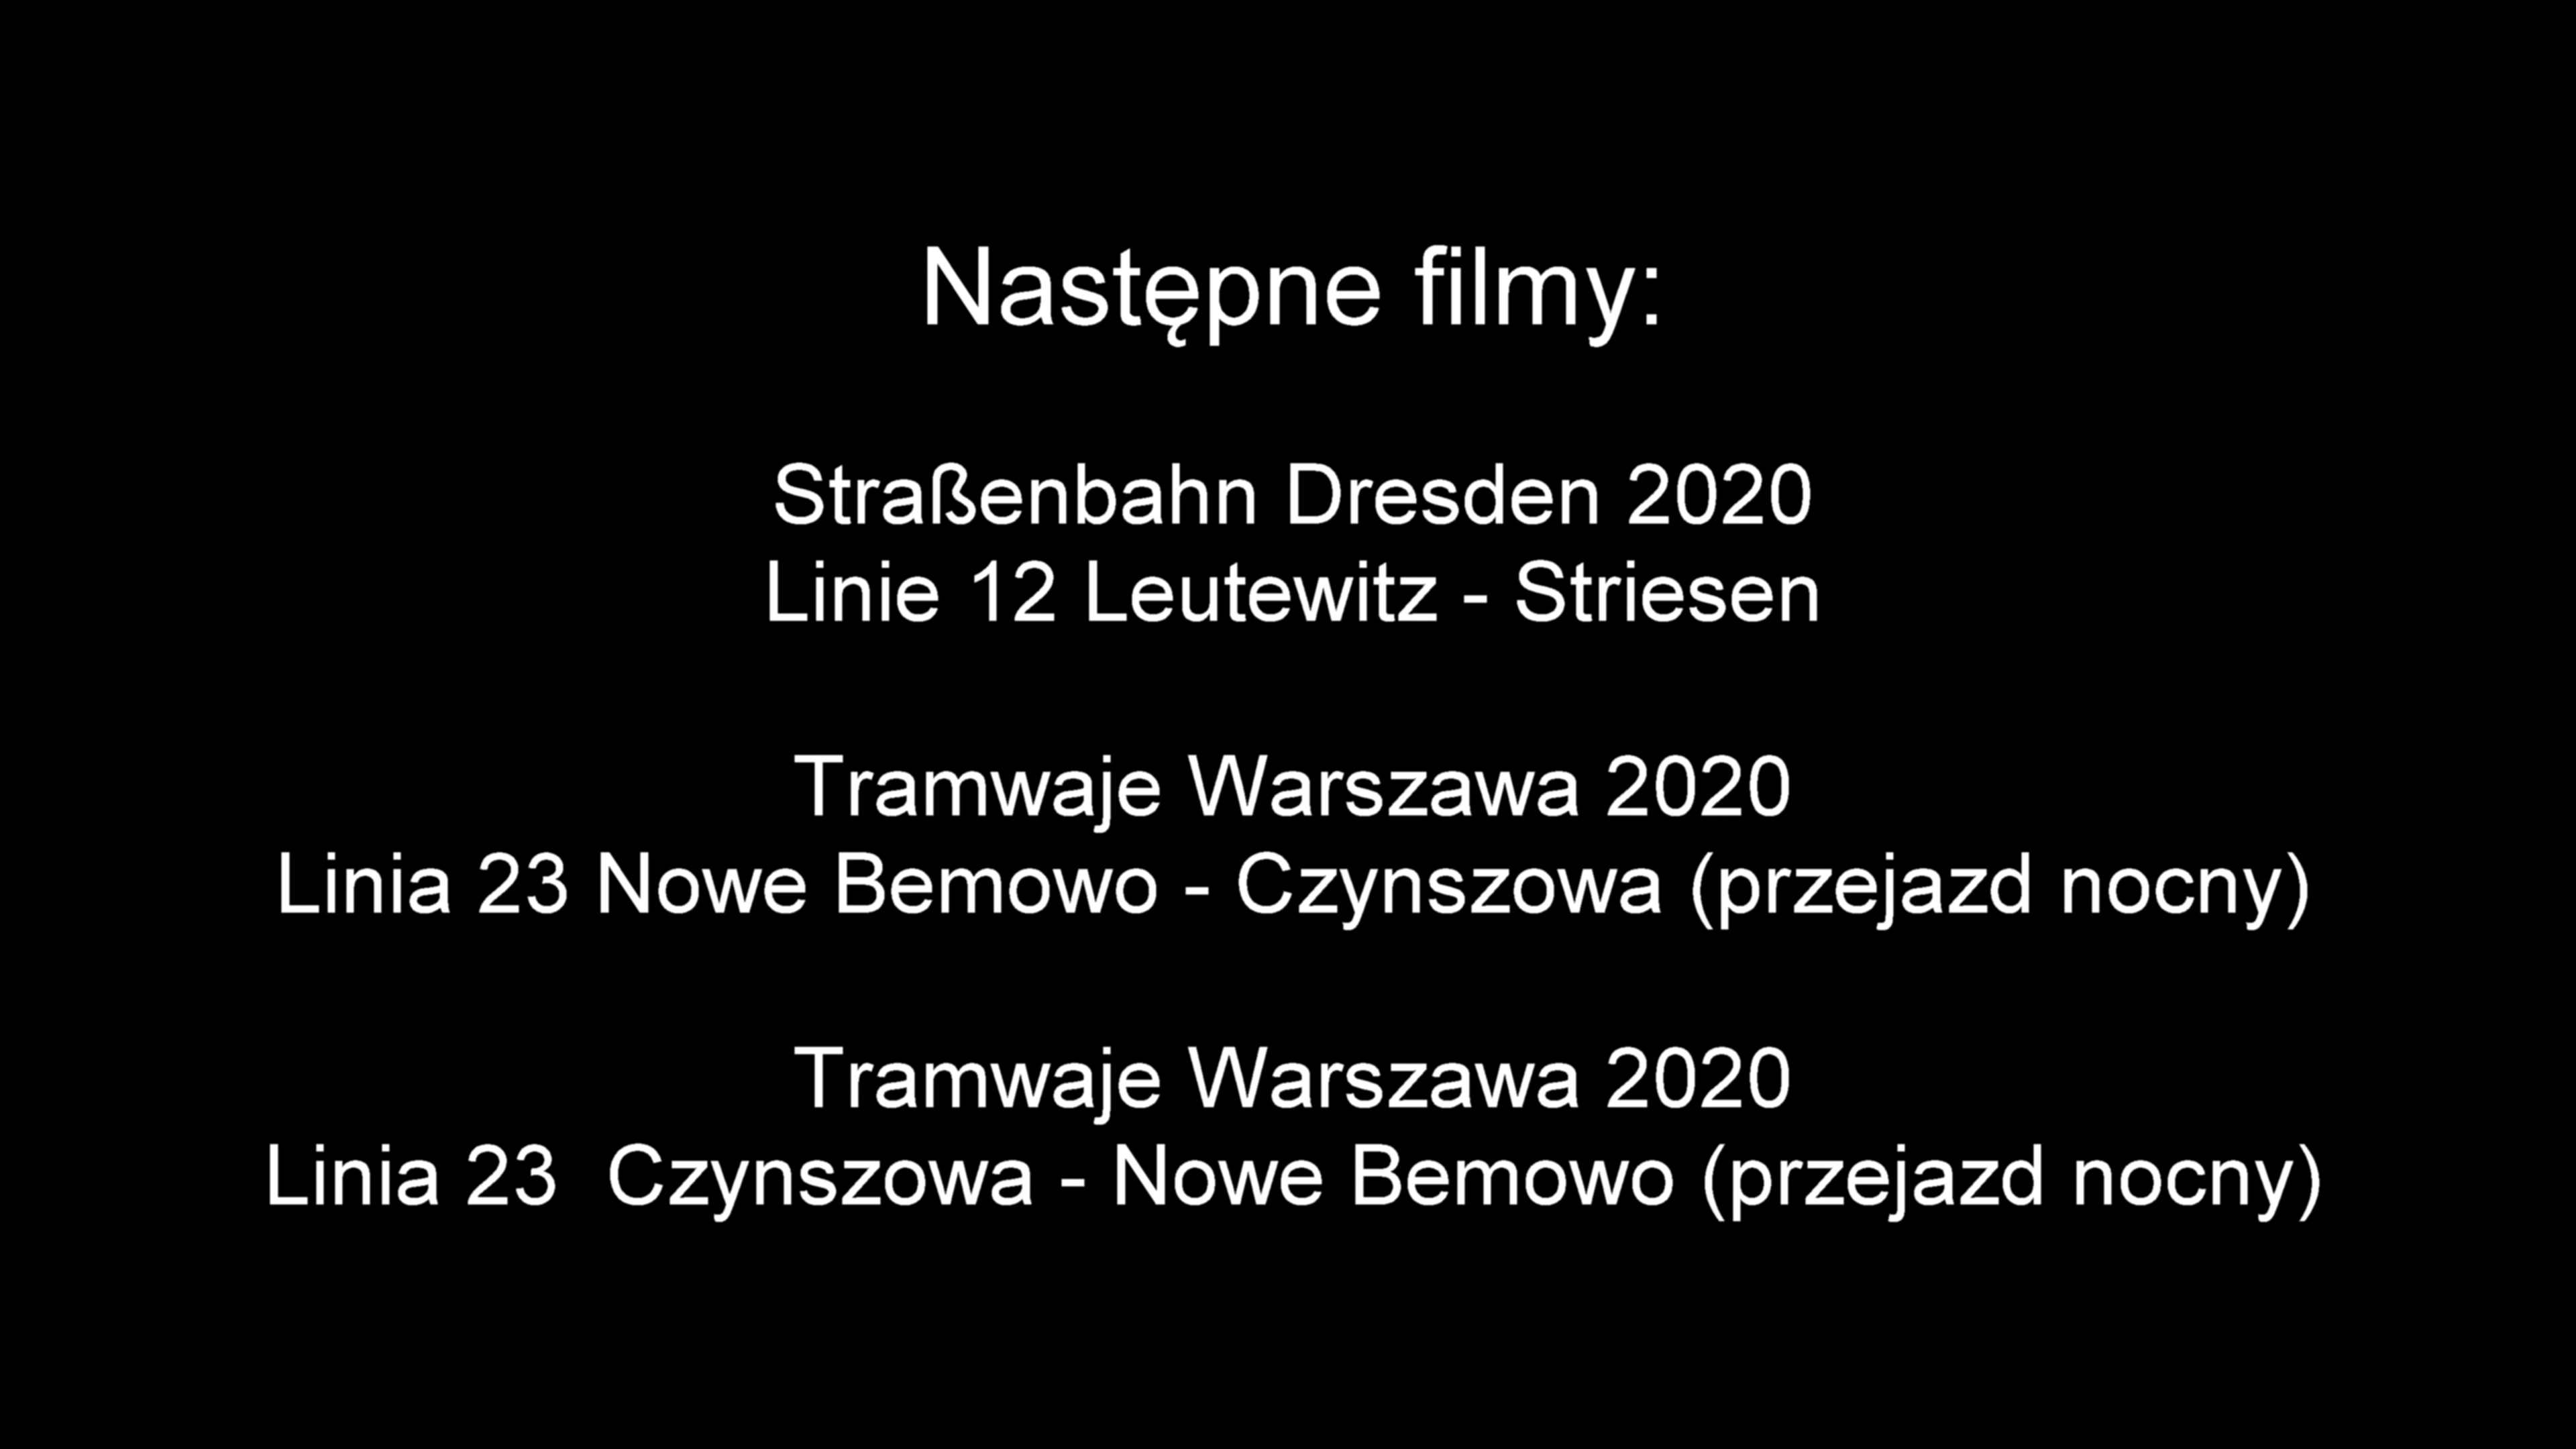 Następne filmy:
Straßenbahn Dresden 2020
Linie 12 Leutewitz - Striesen
Tramwaje Warszawa 2020
Linia 23 Nowe Bemowo - Czynszowa (przejazd nocny)
Tramwaje Warszawa 2020
Linia 23  Czynszowa - Nowe Bemowo (przejazd nocny)